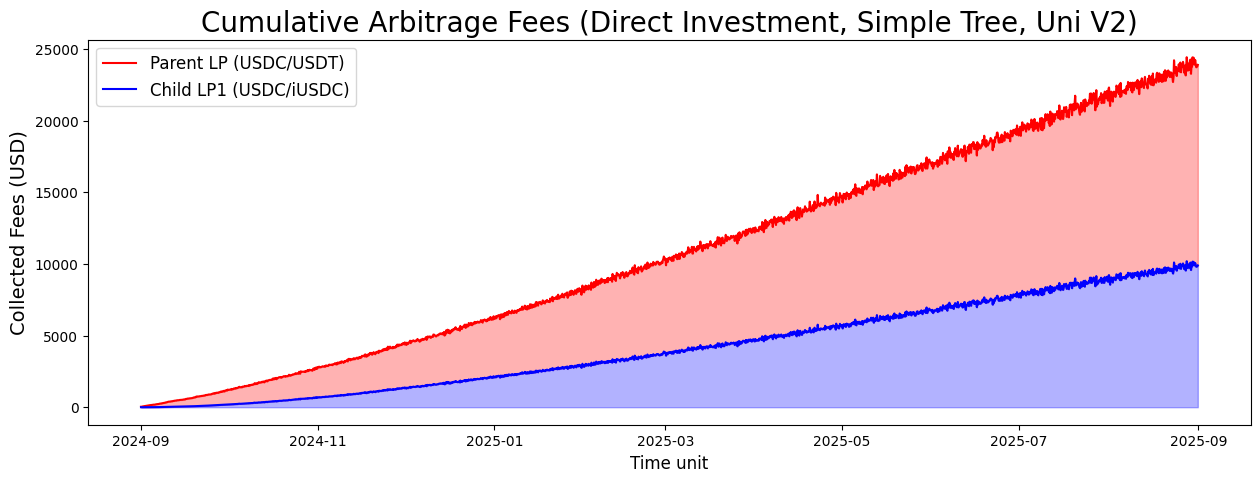 Cumulative Arbitrage Fees (Direct Investment, Simple Tree, Uni V2)
Parent LP (USDC/USDT)
Child LP1 (USDC/iUSDC)
Collected Fees (USD)
25000
20000
15000
10000
5000
0
2024-09
2024-11
2025-01
2025-03
2025-05
2025-07
2025-09
Time unit